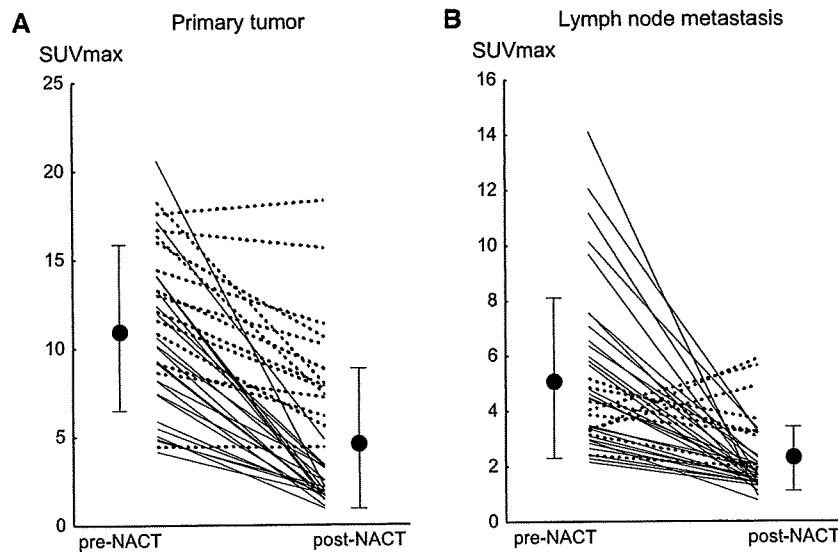 A
Primary tumor
SUVmax
25
20
15
10
5
0
pre-NACT
post-NACT
B
Lymph node metastasis
SUVmax
16
14
12
10
8
6
4
2
0
pre-NACT
post-NACT